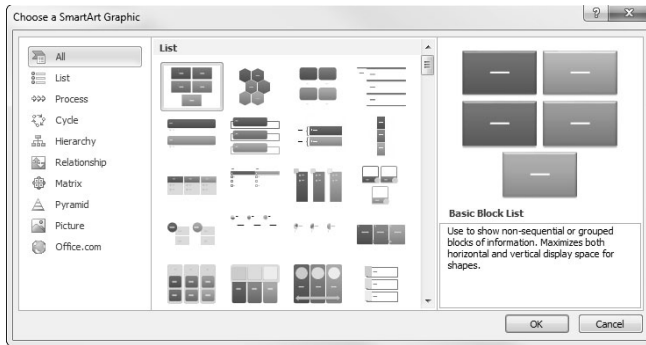 Choose a SmartArt Graphic
All
List
Process
Cycle
Hierarchy
Relationship
Matrix
Pyramid
Picture
Office.com
List
Basic Block List
Use to show non-sequential or grouped
blocks of information. Maximizes both
horizontal and vertical display space for
shapes.
OK
Cancel